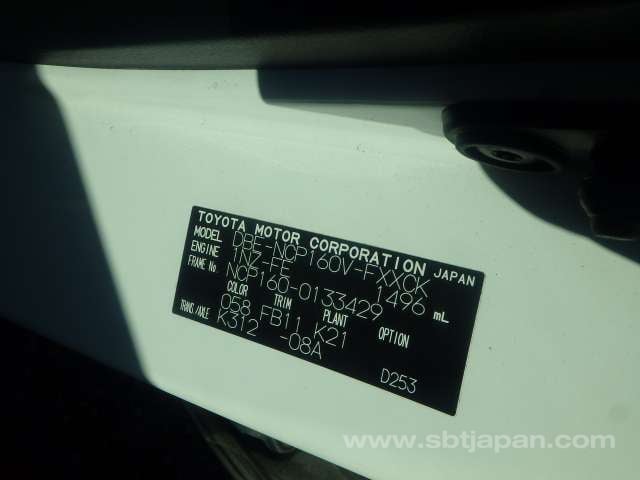 TOYOTA MOTOR CORPORATION JAPAN
MODEL DBE-NCP160V-FXXCK
ENGINE 1NZ-FE 1496 mL
FRAME No. NCP160-0133429
COLOR TRIM PLANT OPTION
058 FB11 K21
TRANS./AXLE K312 -08A
D253
www.sbtjapan.com